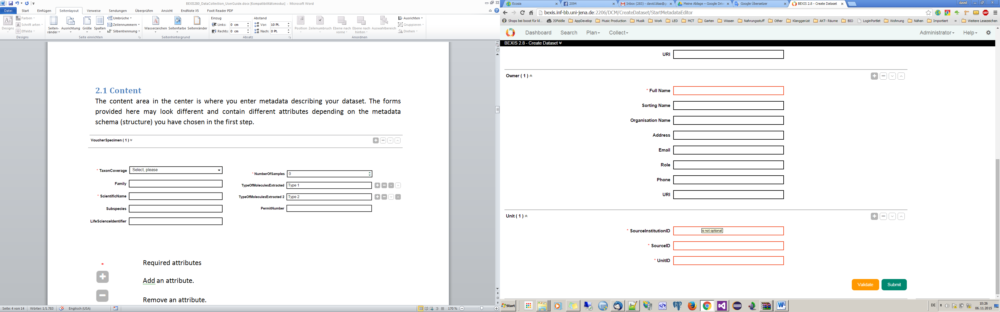 BEXIS280_DataCollection_UserGuide.docx [Kompatibilitätsmodus] - Microsoft Word
Datei Start Einfügen Seitenlayout Verweise Sendungen Überprüfen Ansicht EndNote X5 Foxit Reader PDF
Designs
Farben
Schrift arten
Effekte
Designs
Seiten-
ränder
Ausrichtung
Größe
Spalten
Umbrüche
Zeilennummern
Silbentrennung
Seite einrichten
Wasserzeichen
Seitenfarbe
Seitenränder
Seitenhintergrund
Einzug
Links: 0 cm
Rechts: 0 cm
Abstand
Vor: 10 Pt.
Nach: 0 Pt.
Absatz
Position
Zeilenumbruch
Ebene nach
vorne
Ebene nach
hinten
Auswahlbereich
Ausrichten
Gruppieren
Drehen
Anordnen
2.1 Content
The content area in the center is where you enter metadata describing your dataset. The forms
provided here may look different and contain different attributes depending on the metadata
schema (structure) you have chosen in the first step.
VoucherSpecimen ( 1 )
* TaxonCoverage Select, please
Family
* ScientificName
Subspecies
LifeScienceIdentifier
* NumberOfSamples 0
TypeOfMoleculesExtracted Type 1
TypeOfMoleculesExtracted 2 Type 2
PermitNumber
* Required attributes
Add an attribute.
Remove an attribute.
Seite: 4 von 14 Wörter: 1/1.783 Englisch (USA) 170 %
Ecosia
2094
Inbox (283) - david.blaa@g
Meine Ablage – Google Driv
Google Übersetzer
BEXIS 2.8 - Create Dataset
david
bexis.inf-bb.uni-jena.de:2206/DCM/CreateDataset/StartMetadataEditor
Shops bei boost für kl... JSFiddle AppDevelop Music Production Musik Work LED MCT Garten Wissen Nahrungsstuff Other Klanggerüst AKT- Räume BIO LoginPortlet Wohnung Nähen Importiert » Weitere Lesezeichen
Dashboard Search Plan Collect Administrator Help
BEXIS 2.8 - Create Dataset
URI
Owner ( 1 )
* Full Name
Sorting Name
Organisation Name
Address
Email
Role
Phone
URI
Unit ( 1 )
* SourceInstitutionID is not optional
* SourceID
* UnitID
Validate Submit
Start
DE
10:26
06.11.2015